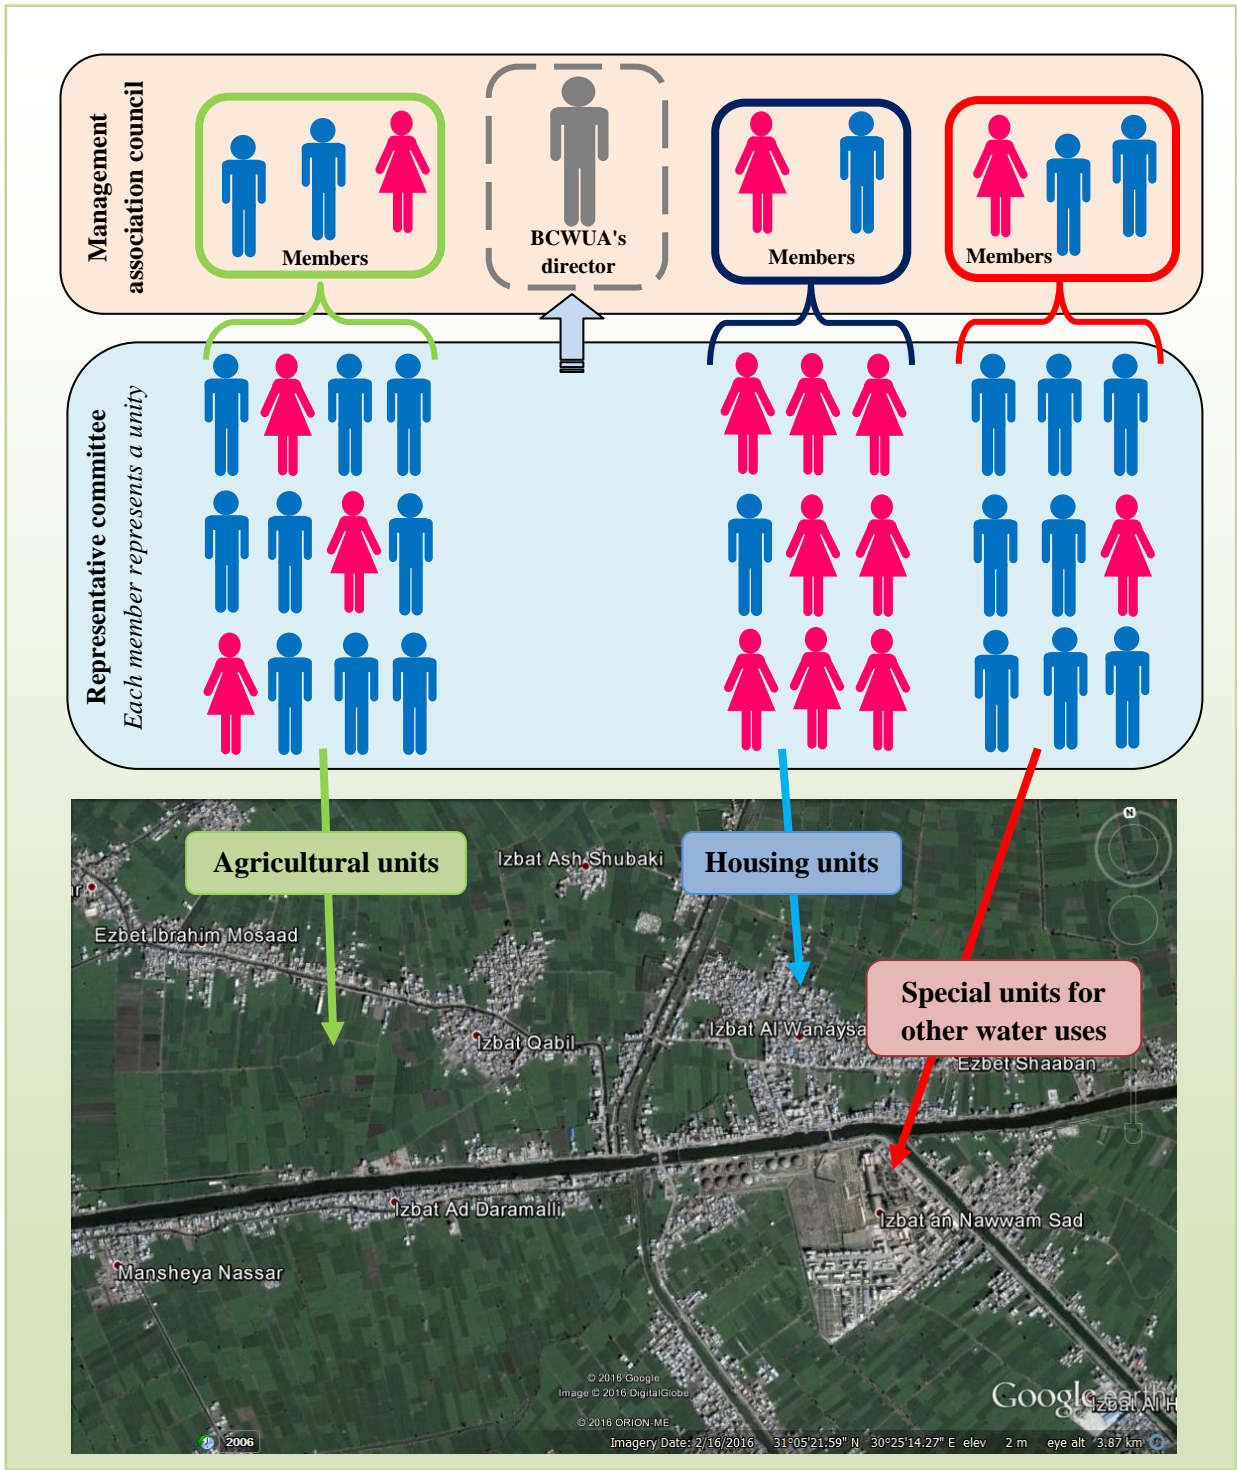 Management
association council
Members
BCWUA's
director
Members
Members
Representative committee
Each member represents a unity
Agricultural units
Izbat Ash Shubaki
Housing units
Ezbet Ibrahim Mosaad
Special units for
other water uses
Izbat Qabil
Izbat Al Wanaysa
Ezbet Shaaban
Izbat Ad Daramalli
Izbat an Nawwam Sad
Mansheya Nassar
N
© 2016 Google
Image © 2016 DigitalGlobe
© 2016 ORION-ME
Google earth
Izbat Al H
2006
Imagery Date: 2/16/2016 31°05'21.59" N 30°25'14.27" E elev 2 m eye alt 3.87 km